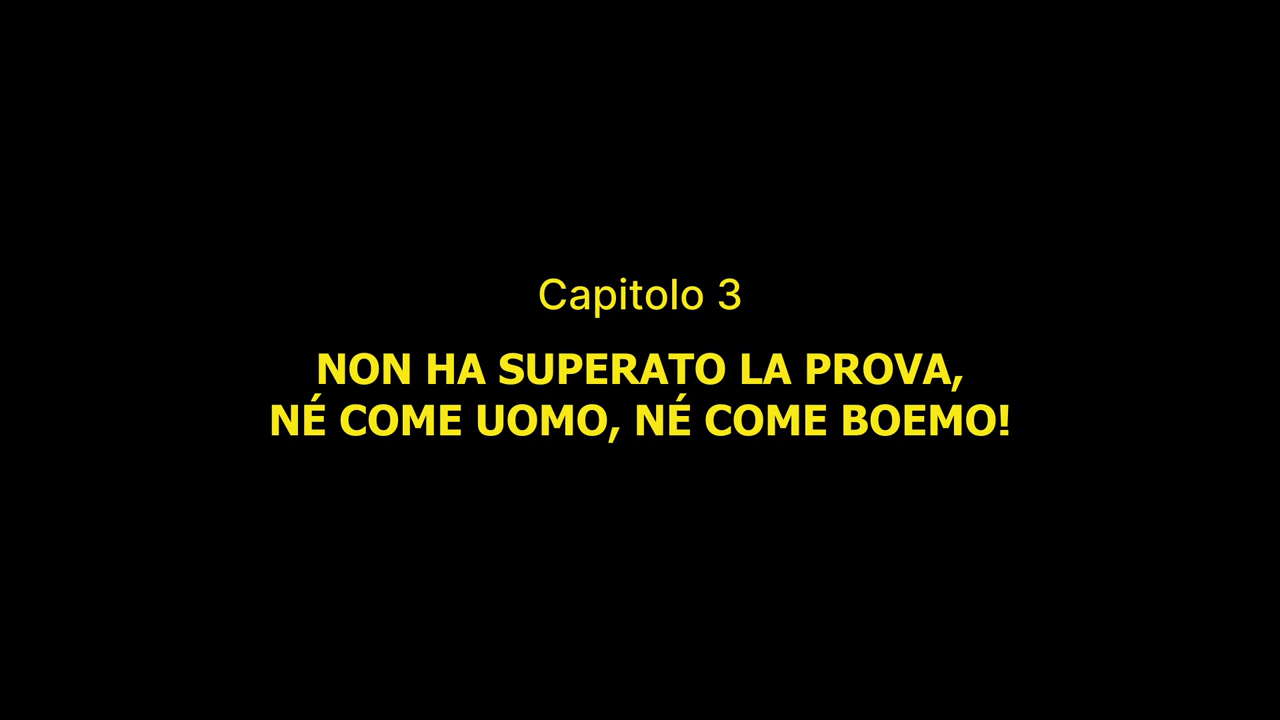 Capitolo 3
NON HA SUPERATO LA PROVA,
NÉ COME UOMO, NÉ COME BOEMO!